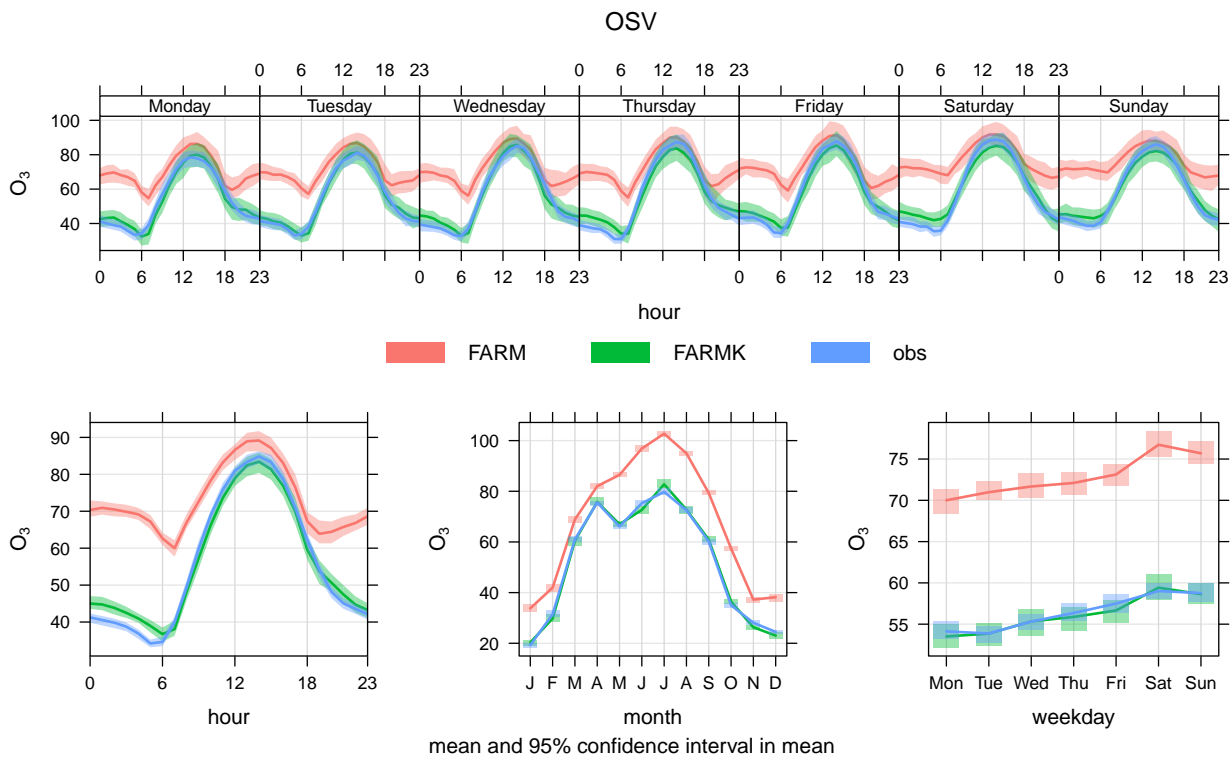 OSV
0 6 12 18 23 0 6 12 18 23 0 6 12 18 23
Monday Tuesday Wednesday Thursday Friday Saturday Sunday
100
80
60
40
O3
0 6 12 18 23 0 6 12 18 23 0 6 12 18 23 0 6 12 18 23
hour
FARM FARMK obs
90
80
70
60
50
40
O3
0 6 12 18 23
hour
100
80
60
40
20
O3
J F M A M J J A S O N D
month
75
70
65
60
55
O3
Mon Tue Wed Thu Fri Sat Sun
weekday
mean and 95% confidence interval in mean